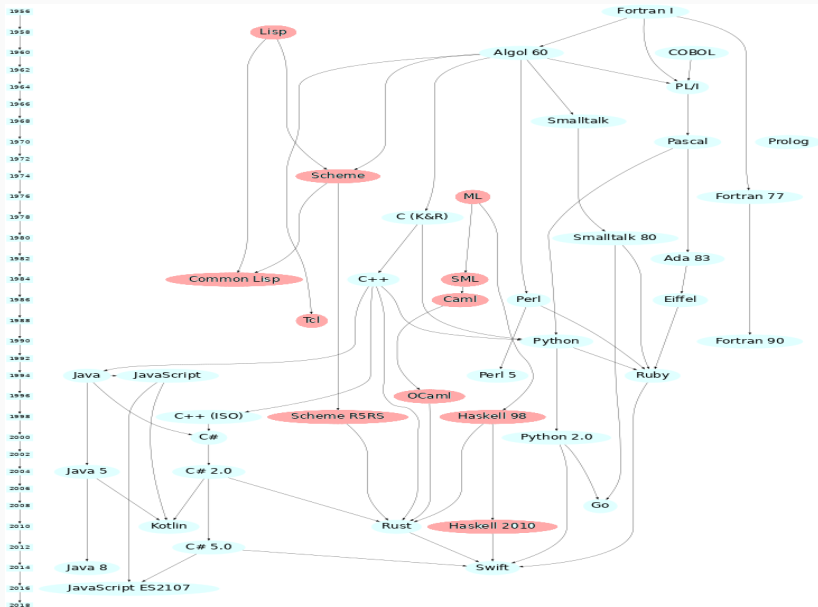 1956
Fortran I
1958
Lisp
1960
Algol 60
COBOL
1962
1964
PL/I
1966
1968
Smalltalk
1970
Pascal
Prolog
1972
1974
Scheme
1976
ML
Fortran 77
1978
C (K&R)
1980
Smalltalk 80
1982
Ada 83
1984
Common Lisp
C++
SML
1986
Caml
Perl
Eiffel
1988
Tcl
1990
Python
Fortran 90
1992
1994
Java
JavaScript
Perl 5
Ruby
1996
OCaml
1998
C++ (ISO)
Scheme R5RS
Haskell 98
2000
C#
Python 2.0
2002
2004
Java 5
C# 2.0
2006
2008
Go
2010
Kotlin
Rust
Haskell 2010
2012
C# 5.0
2014
Java 8
Swift
2016
JavaScript ES2107
2018